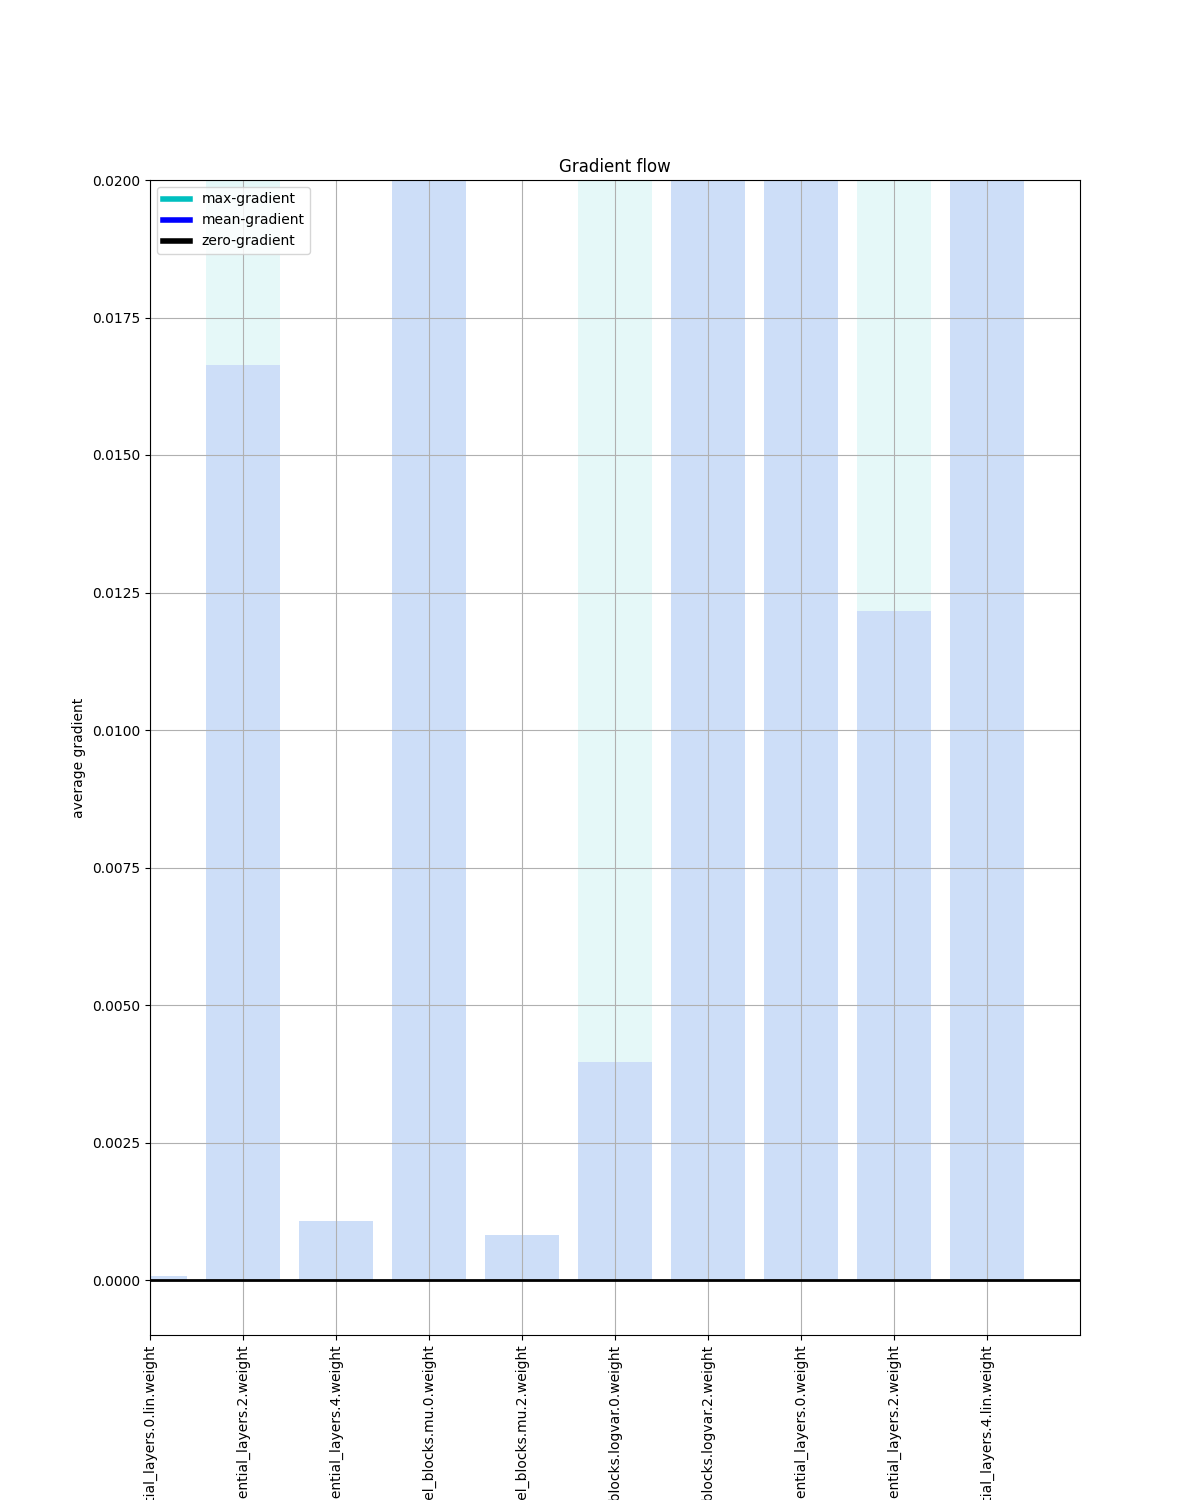 Gradient flow
max-gradient
mean-gradient
zero-gradient
0.0200
0.0175
0.0150
0.0125
0.0100
0.0075
0.0050
0.0025
0.0000
average gradient
tial_layers.0.lin.weight
ential_layers.2.weight
ential_layers.4.weight
el_blocks.mu.0.weight
el_blocks.mu.2.weight
blocks.logvar.0.weight
blocks.logvar.2.weight
ential_layers.0.weight
ential_layers.2.weight
tial_layers.4.lin.weight